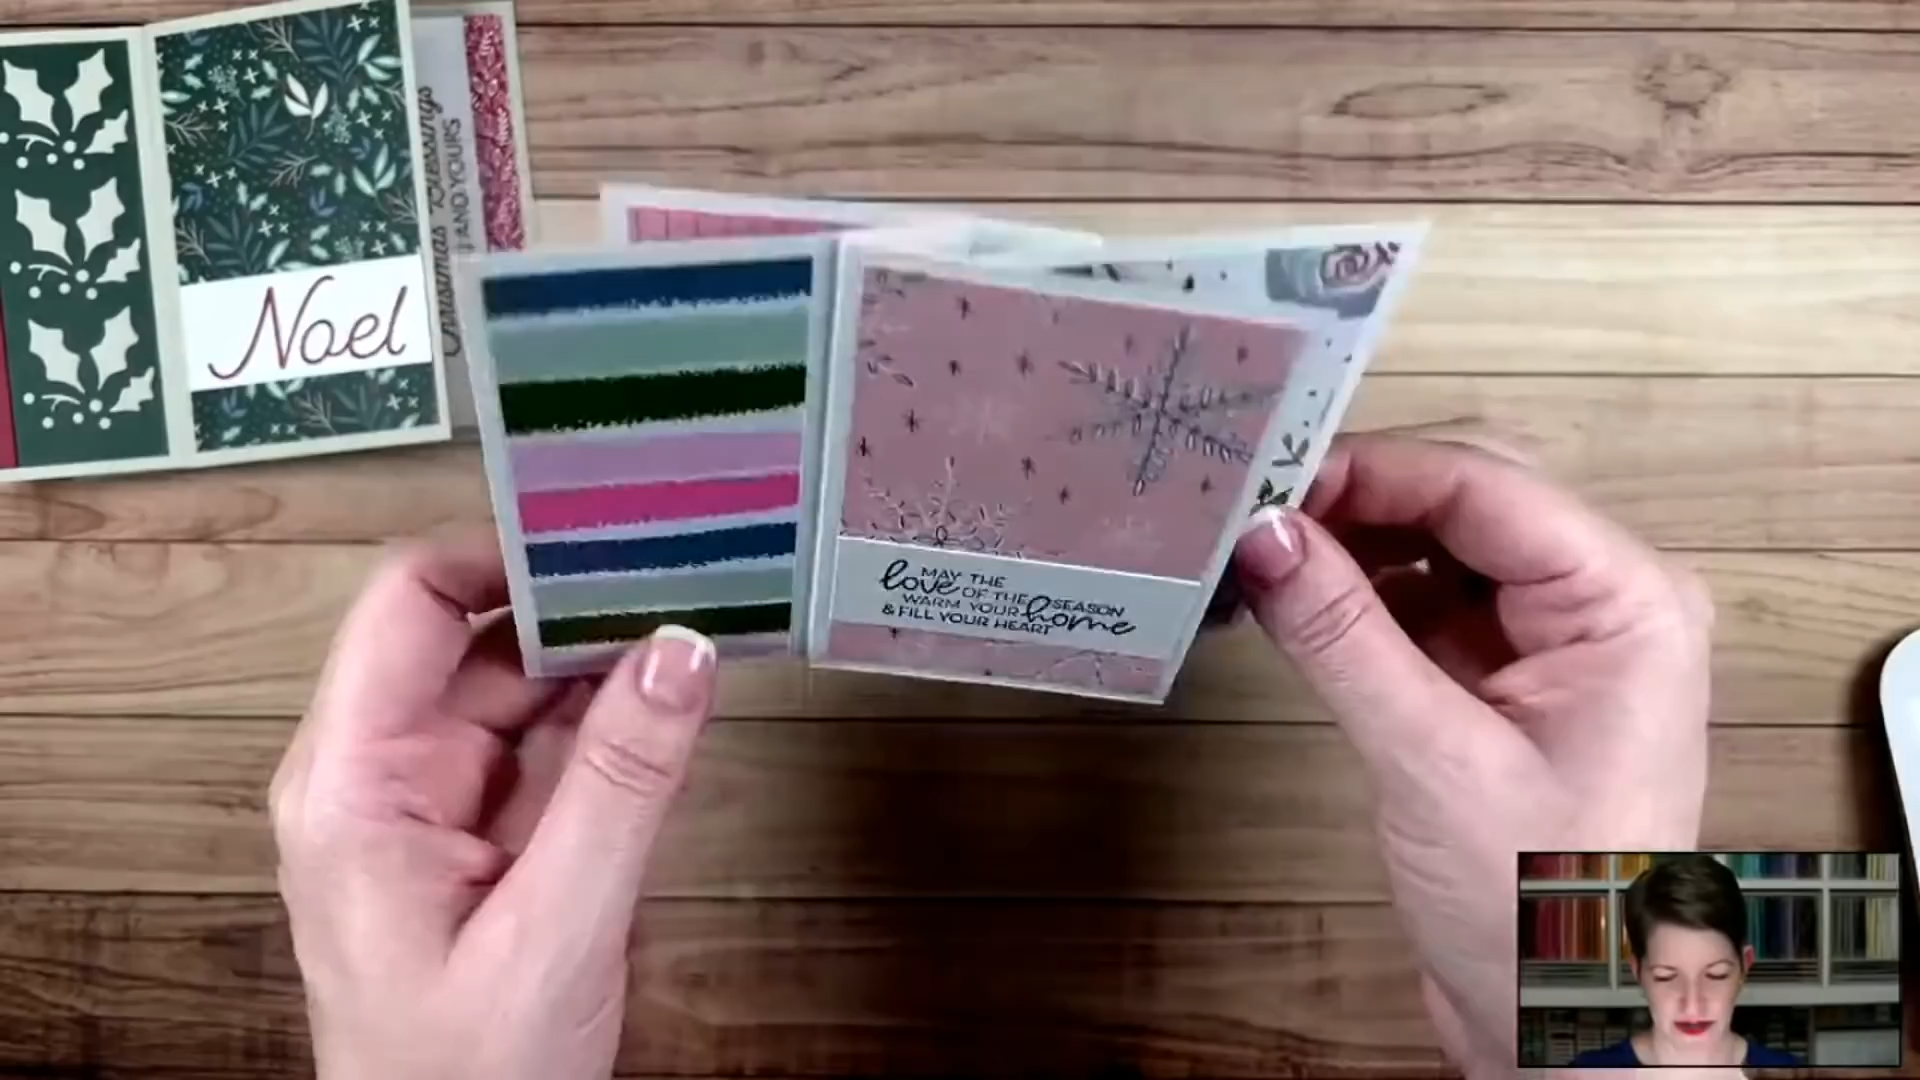 Noel
Christmas Blessings
AND YOURS
MAY THE
love OF THE SEASON
WARM YOUR home
& FILL YOUR HEART